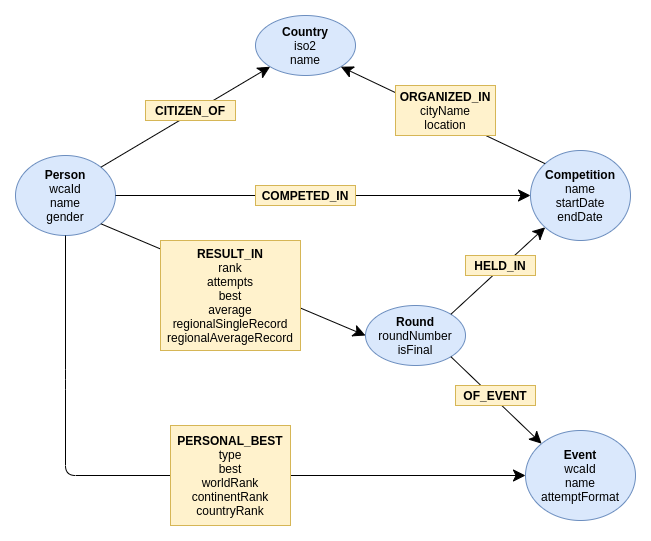 Country
iso2
name
CITIZEN_OF
ORGANIZED_IN
cityName
location
Person
wcaId
name
gender
COMPETED_IN
Competition
name
startDate
endDate
RESULT_IN
rank
attempts
best
average
regionalSingleRecord
regionalAverageRecord
HELD_IN
Round
roundNumber
isFinal
OF_EVENT
PERSONAL_BEST
type
best
worldRank
continentRank
countryRank
Event
wcaId
name
attemptFormat